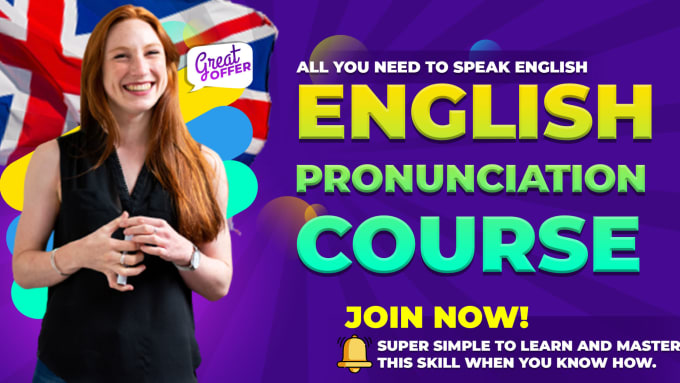 Great
OFFER
ALL YOU NEED TO SPEAK ENGLISH
ENGLISH
PRONUNCIATION
COURSE
JOIN NOW!
SUPER SIMPLE TO LEARN AND MASTER
THIS SKILL WHEN YOU KNOW HOW.